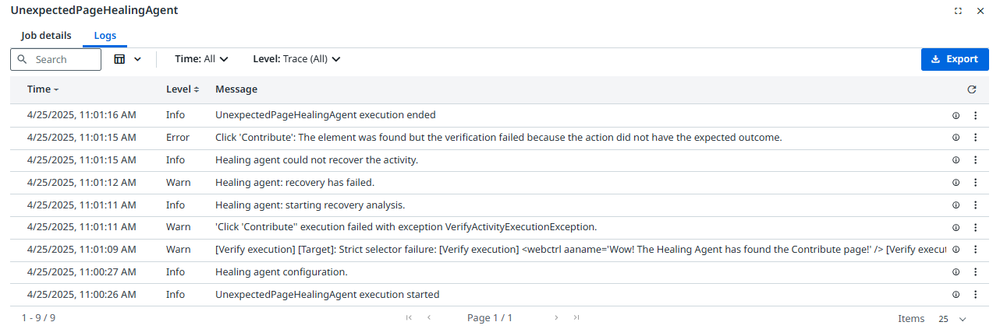 UnexpectedPageHealingAgent
Job details Logs
Search Time: All Level: Trace (All) Export
Time Level Message
4/25/2025, 11:01:16 AM Info UnexpectedPageHealingAgent execution ended
4/25/2025, 11:01:15 AM Error Click 'Contribute': The element was found but the verification failed because the action did not have the expected outcome.
4/25/2025, 11:01:15 AM Info Healing agent could not recover the activity.
4/25/2025, 11:01:12 AM Warn Healing agent: recovery has failed.
4/25/2025, 11:01:11 AM Info Healing agent: starting recovery analysis.
4/25/2025, 11:01:11 AM Warn 'Click 'Contribute'' execution failed with exception VerifyActivityExecutionException.
4/25/2025, 11:01:09 AM Warn [Verify execution] [Target]: Strict selector failure: [Verify execution] <webctrl aaname='Wow! The Healing Agent has found the Contribute page!' /> [Verify execut
4/25/2025, 11:00:27 AM Info Healing agent configuration.
4/25/2025, 11:00:26 AM Info UnexpectedPageHealingAgent execution started
1 - 9 / 9 Page 1 / 1 Items 25